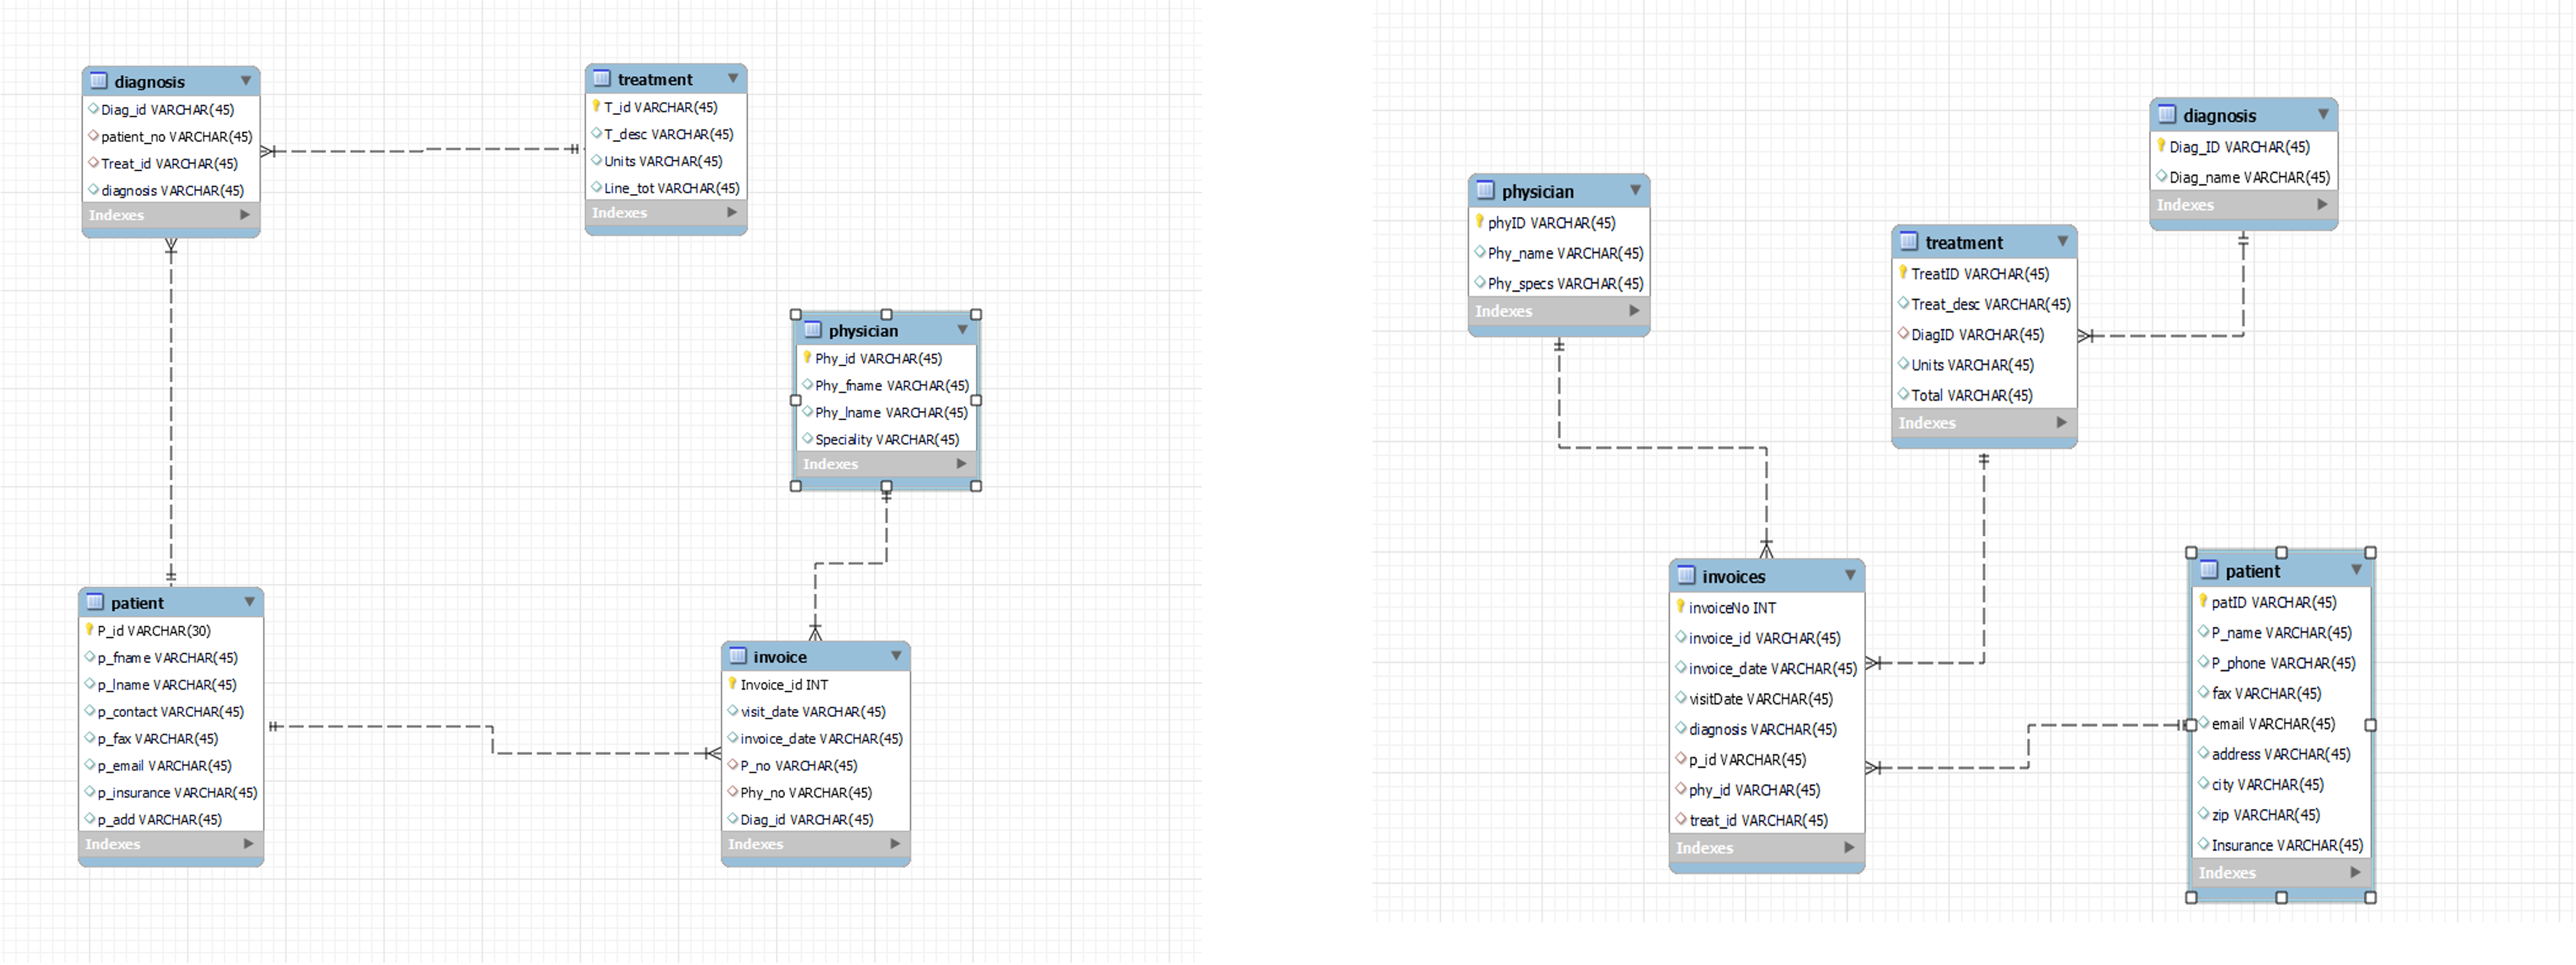 diagnosis
Diag_id VARCHAR(45)
patient_no VARCHAR(45)
Treat_id VARCHAR(45)
diagnosis VARCHAR(45)
Indexes
treatment
T_id VARCHAR(45)
T_desc VARCHAR(45)
Units VARCHAR(45)
Line_tot VARCHAR(45)
Indexes
physician
Phy_id VARCHAR(45)
Phy_fname VARCHAR(45)
Phy_lname VARCHAR(45)
Speciality VARCHAR(45)
Indexes
patient
P_id VARCHAR(30)
p_fname VARCHAR(45)
p_lname VARCHAR(45)
p_contact VARCHAR(45)
p_fax VARCHAR(45)
p_email VARCHAR(45)
p_insurance VARCHAR(45)
p_add VARCHAR(45)
Indexes
invoice
Invoice_id INT
visit_date VARCHAR(45)
invoice_date VARCHAR(45)
P_no VARCHAR(45)
Phy_no VARCHAR(45)
Diag_id VARCHAR(45)
Indexes
physician
phyID VARCHAR(45)
Phy_name VARCHAR(45)
Phy_specs VARCHAR(45)
Indexes
diagnosis
Diag_ID VARCHAR(45)
Diag_name VARCHAR(45)
Indexes
treatment
TreatID VARCHAR(45)
Treat_desc VARCHAR(45)
DiagID VARCHAR(45)
Units VARCHAR(45)
Total VARCHAR(45)
Indexes
invoices
invoiceNo INT
invoice_id VARCHAR(45)
invoice_date VARCHAR(45)
visitDate VARCHAR(45)
diagnosis VARCHAR(45)
p_id VARCHAR(45)
phy_id VARCHAR(45)
treat_id VARCHAR(45)
Indexes
patient
patID VARCHAR(45)
P_name VARCHAR(45)
P_phone VARCHAR(45)
fax VARCHAR(45)
email VARCHAR(45)
address VARCHAR(45)
city VARCHAR(45)
zip VARCHAR(45)
Insurance VARCHAR(45)
Indexes